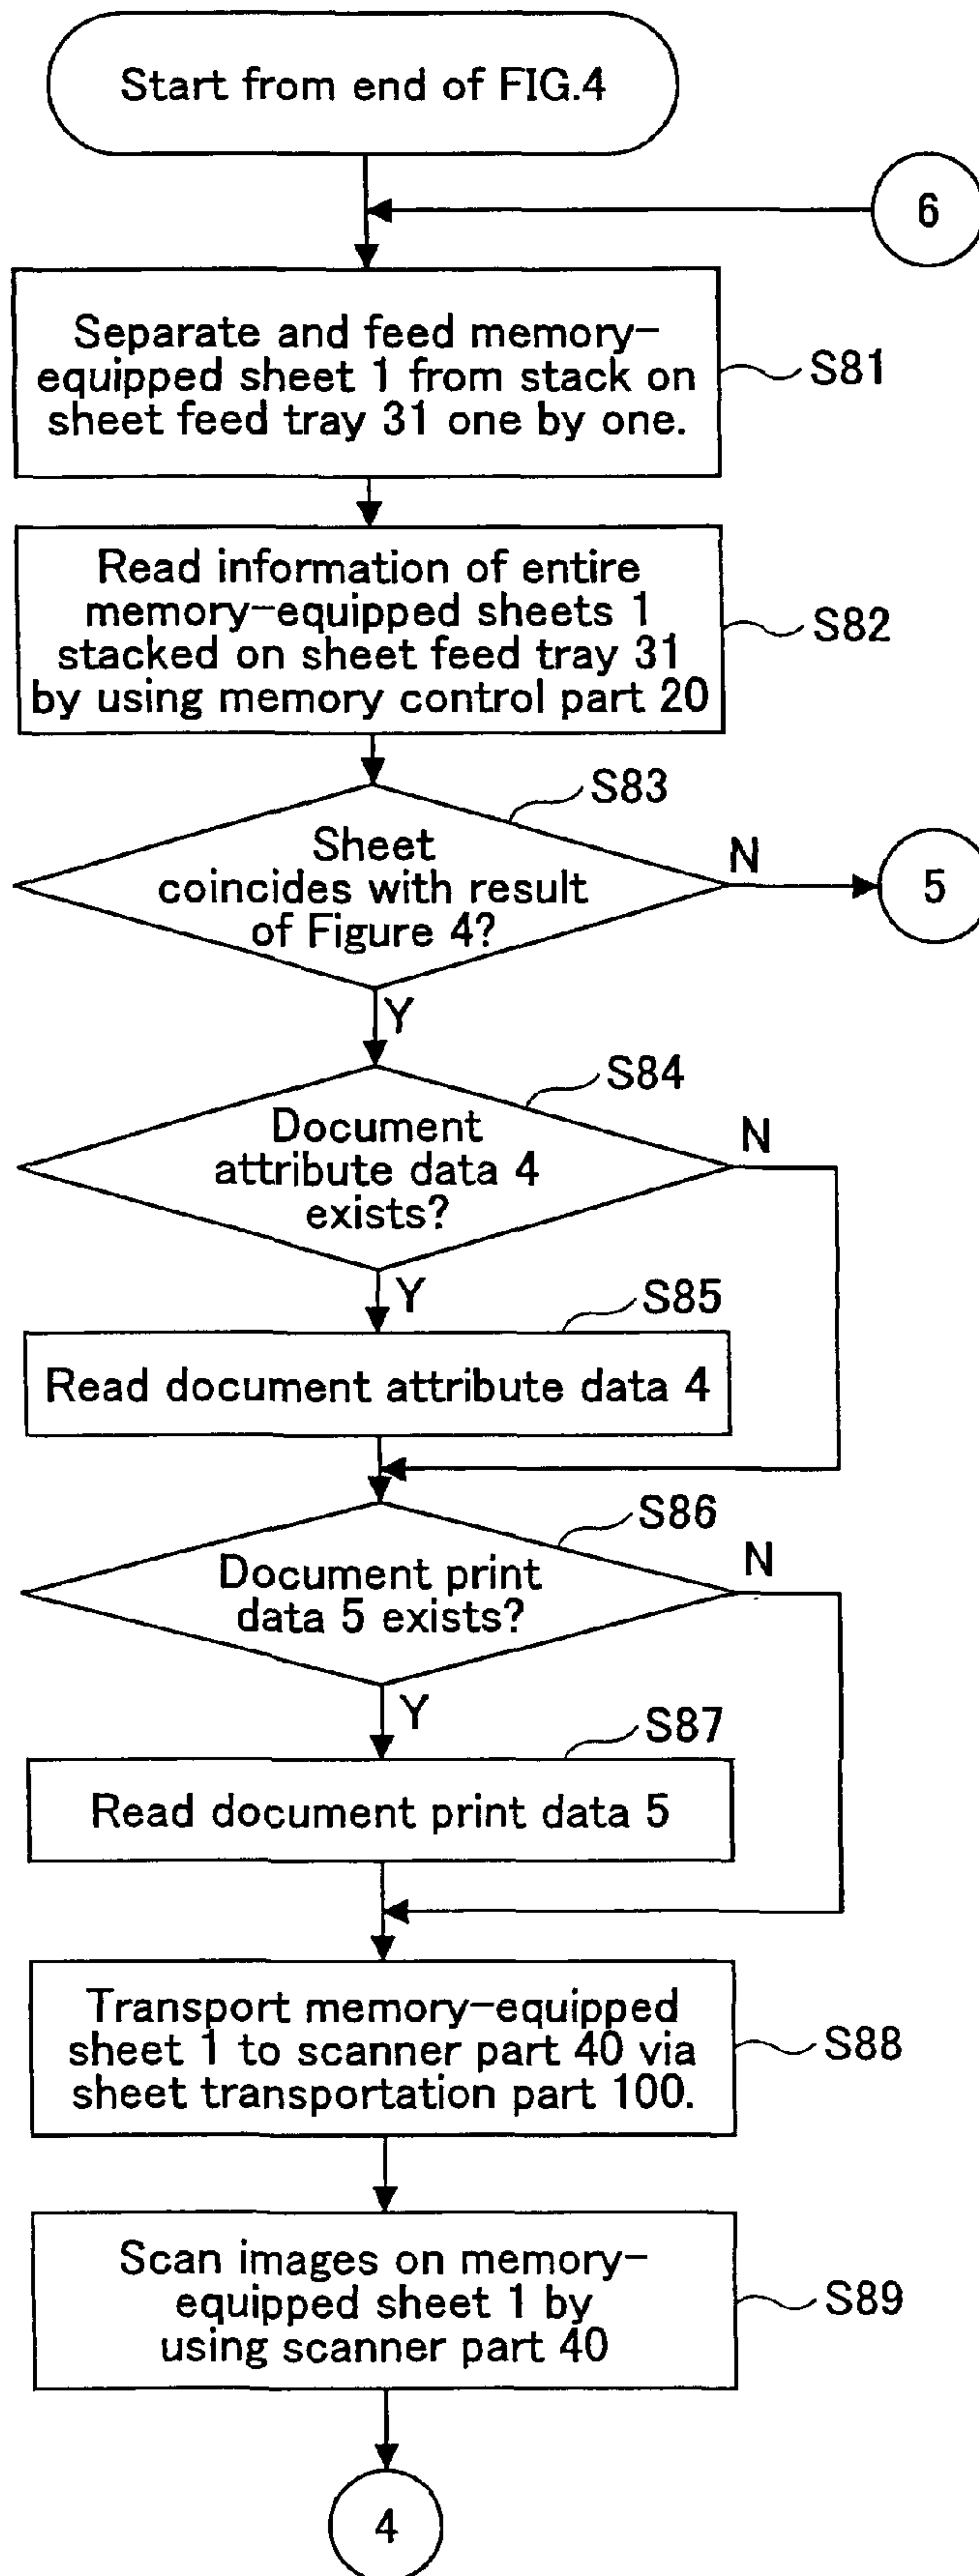 Start from end of FIG.4
6
Separate and feed memory-
equipped sheet 1 from stack on
sheet feed tray 31 one by one.
S81
Read information of entire
memory-equipped sheets 1
stacked on sheet feed tray 31
by using memory control part 20
S82
S83
Sheet
coincides with result
of Figure 4?
N
5
Y
S84
Document
attribute data 4
exists?
N
Y
S85
Read document attribute data 4
S86
Document print
data 5 exists?
N
Y
S87
Read document print data 5
Transport memory-equipped
sheet 1 to scanner part 40 via
sheet transportation part 100.
S88
Scan images on memory-
equipped sheet 1 by
using scanner part 40
S89
4